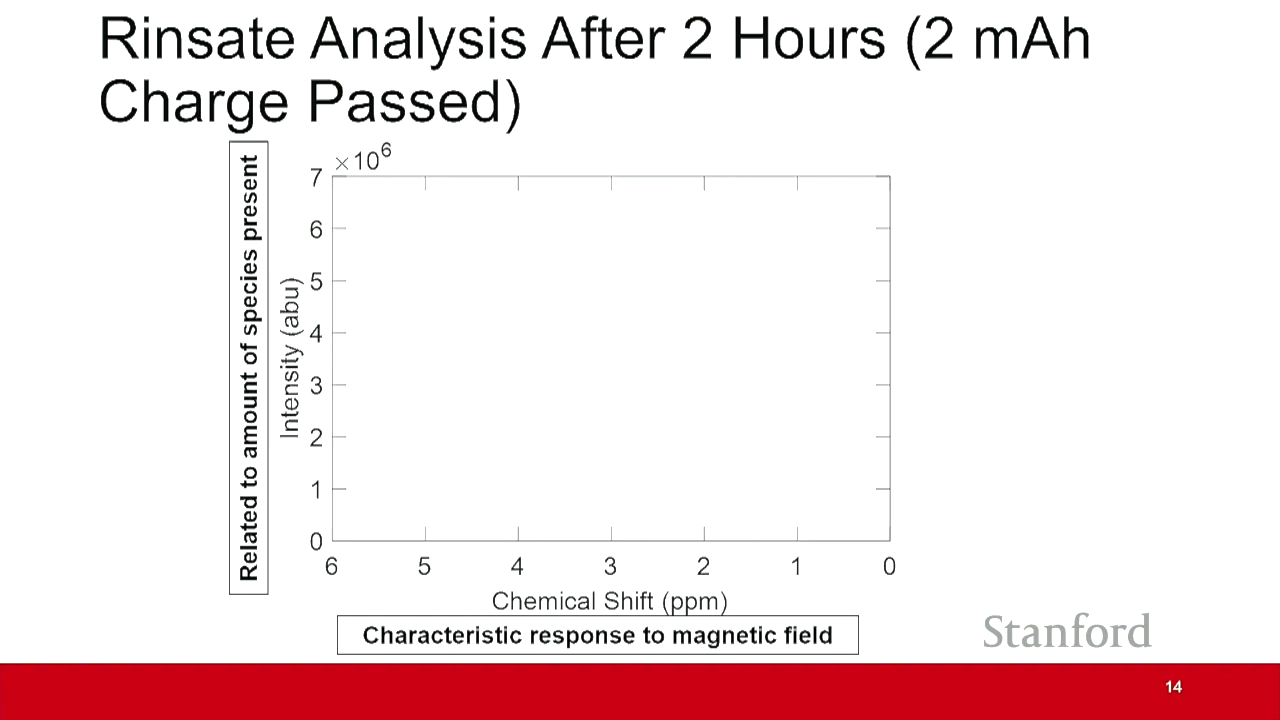 Rinsate Analysis After 2 Hours (2 mAh
Charge Passed)
Related to amount of species present
Intensity (abu)
×10⁶
7
6
5
4
3
2
1
0
6 5 4 3 2 1 0
Chemical Shift (ppm)
Characteristic response to magnetic field
Stanford
14